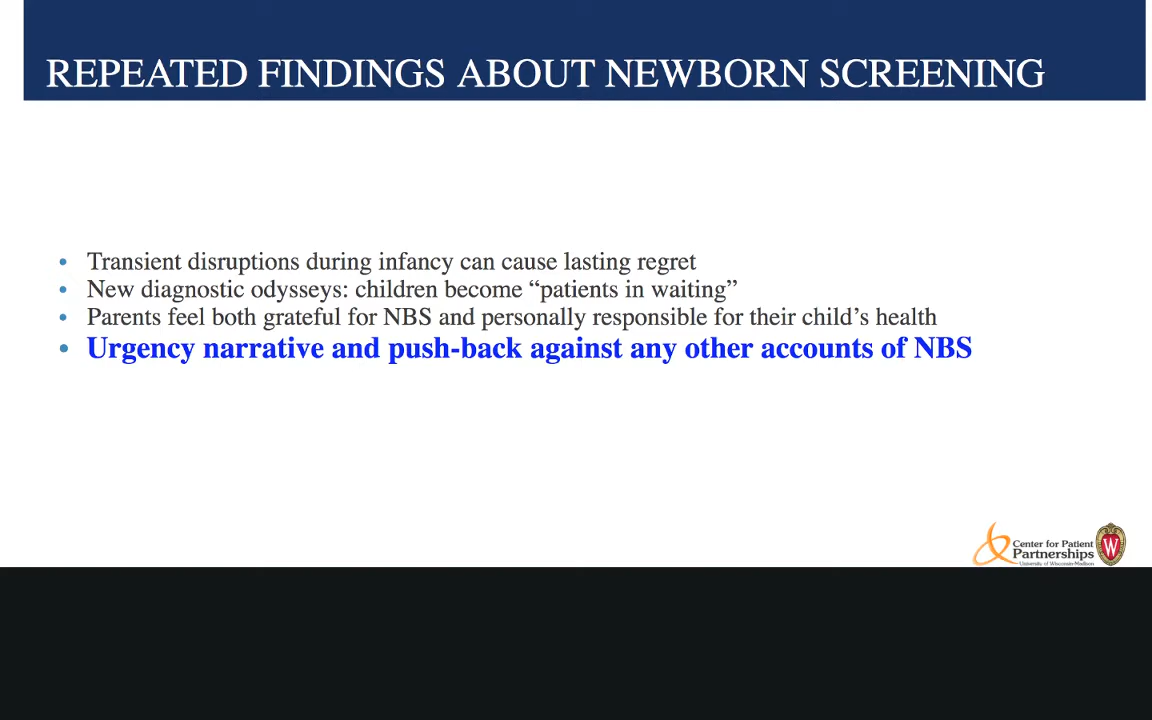 REPEATED FINDINGS ABOUT NEWBORN SCREENING
• Transient disruptions during infancy can cause lasting regret
• New diagnostic odysseys: children become “patients in waiting”
• Parents feel both grateful for NBS and personally responsible for their child’s health
• Urgency narrative and push-back against any other accounts of NBS
Center for Patient
Partnerships
University of Wisconsin-Madison
W